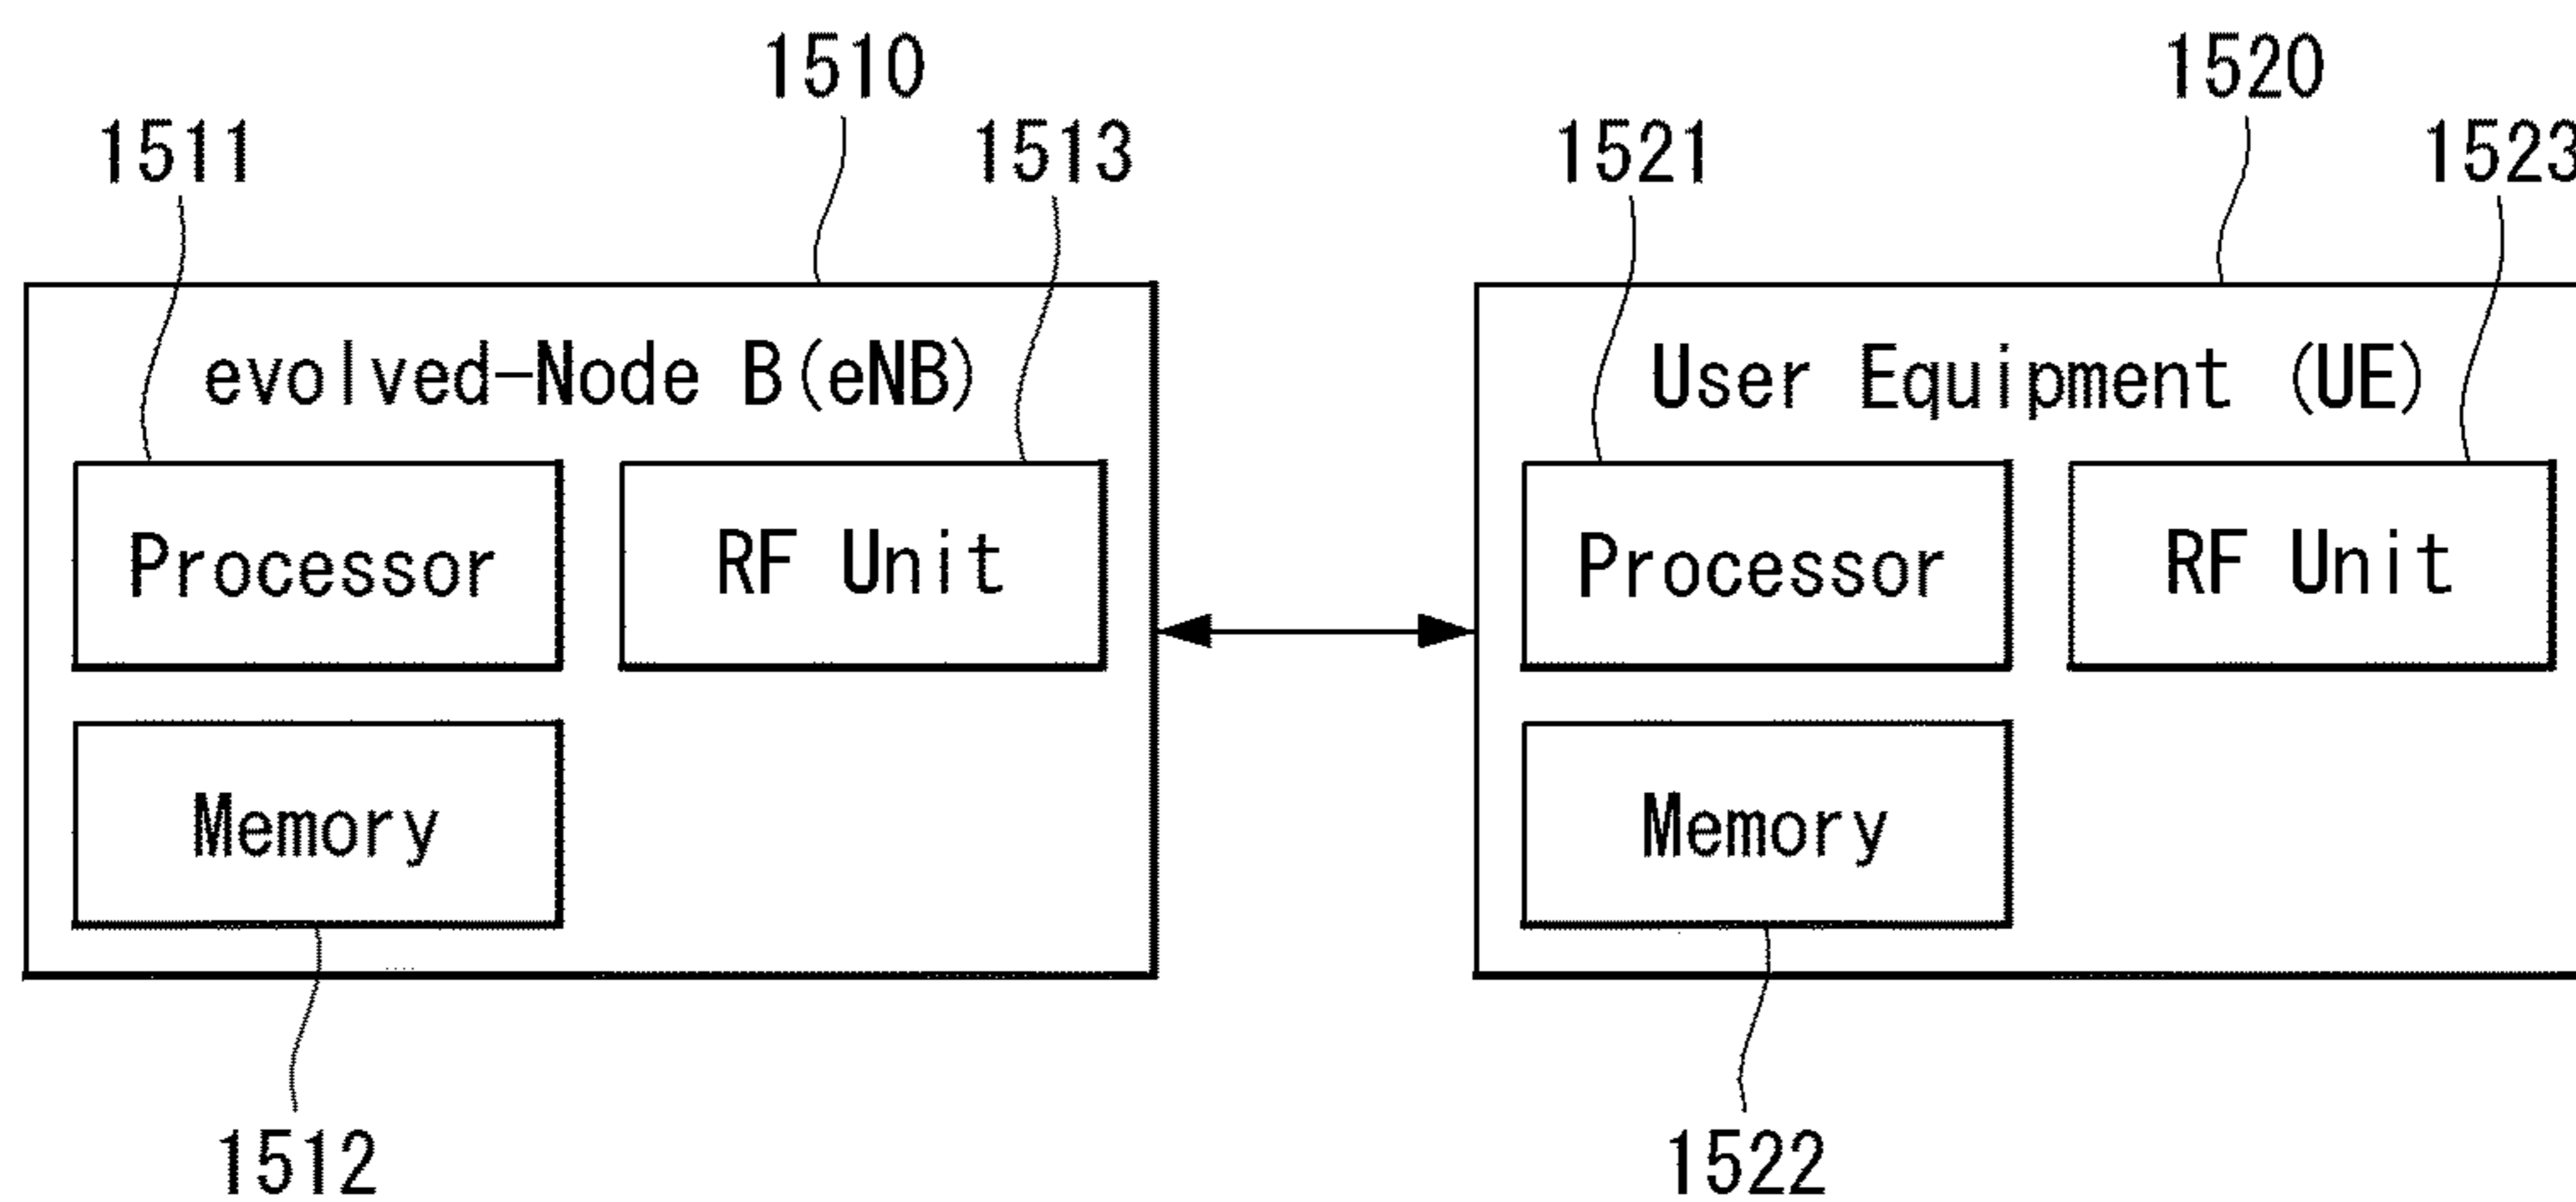 1510
1520
1511
1513
1521
1523
evolved-Node B(eNB)
User Equipment (UE)
Processor
RF Unit
Processor
RF Unit
Memory
Memory
1512
1522